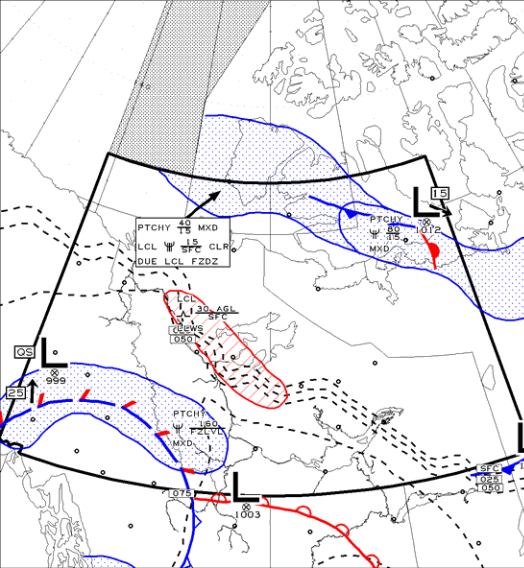 L
15
1012
PTCHY 40 MXD
15
LCL 15 CLR
SFC
DUE LCL FZDZ
PTCHY
80
15
MXD
LCL
30 AGL
SFC
LLWS
050
QS
L
999
25
PTCHY
160
FZLVL
MXD
L
SFC
025
050
075
L
1003